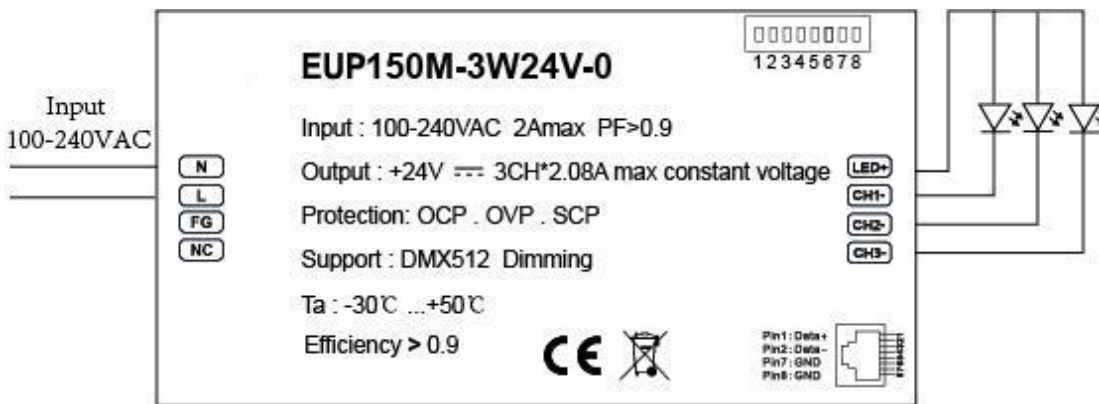 12345678
EUP150M-3W24V-0
Input
100-240VAC
Input : 100-240VAC 2Amax PF>0.9
N
Output : +24V 3CH*2.08A max constant voltage
LED+
L
CH1-
FG
Protection: OCP . OVP . SCP
CH2-
NC
Support : DMX512 Dimming
CH3-
Ta : -30℃ ...+50℃
Efficiency > 0.9
CE
Pin1:Data+
Pin2:Data-
Pin7:GND
Pin8:GND
87654321